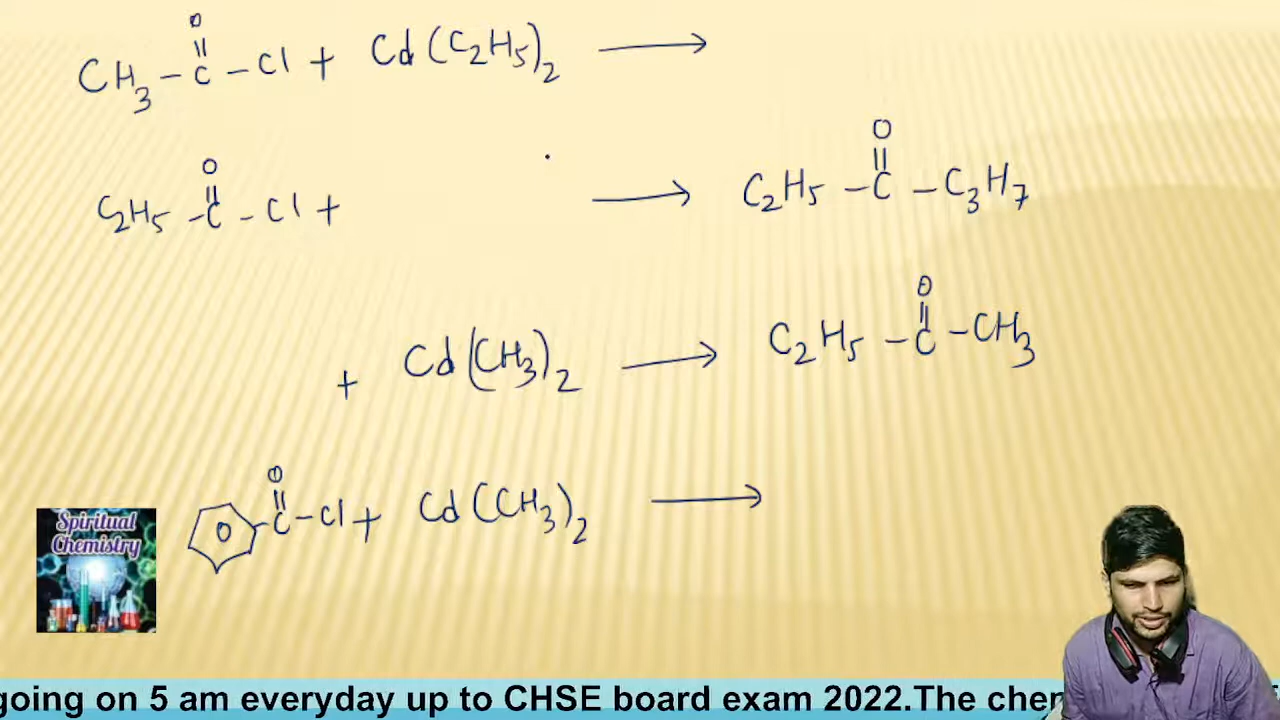 O
CH3 – C – Cl + Cd(C2H5)2 ⟶
O O
C2H5 – C – Cl + ⟶ C2H5 – C – C3H7
O
+ Cd(CH3)2 ⟶ C2H5 – C – CH3
O
C – Cl + Cd(CH3)2 ⟶
Spiritual
Chemistry
going on 5 am everyday up to CHSE board exam 2022.The chem